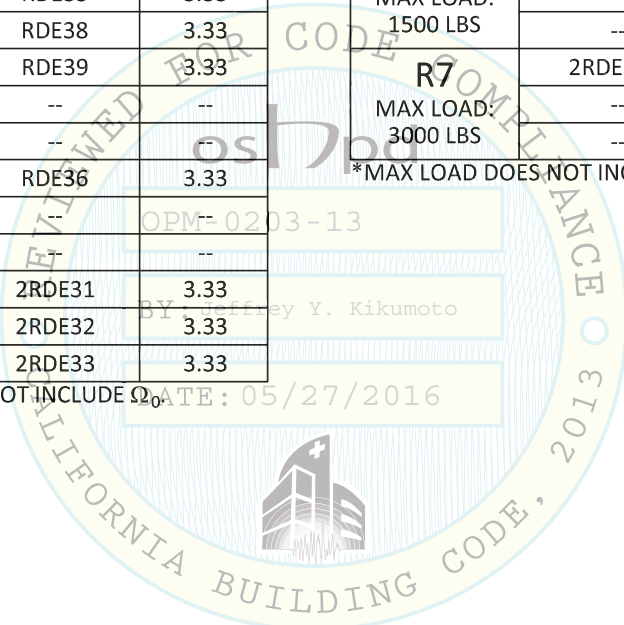 RDE38 3.33
RDE39 3.33
-- --
-- --
RDE36 3.33
-- --
-- --
2RDE31 3.33
2RDE32 3.33
2RDE33 3.33
OT INCLUDE Ω0.
MAX LOAD:
1500 LBS --
R7 2RDE
MAX LOAD:
3000 LBS --
*MAX LOAD DOES NOT INC
REVIEWED FOR CODE COMPLIANCE
oshpd
OPM-0203-13
BY: Jeffrey Y. Kikumoto
DATE: 05/27/2016
CALIFORNIA BUILDING CODE, 2013